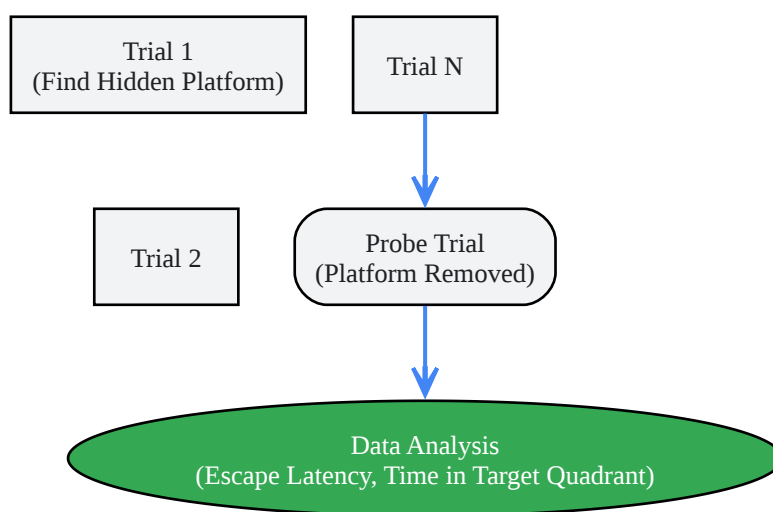 Trial 1
(Find Hidden Platform)
Trial N
Trial 2
Probe Trial
(Platform Removed)
Data Analysis
(Escape Latency, Time in Target Quadrant)